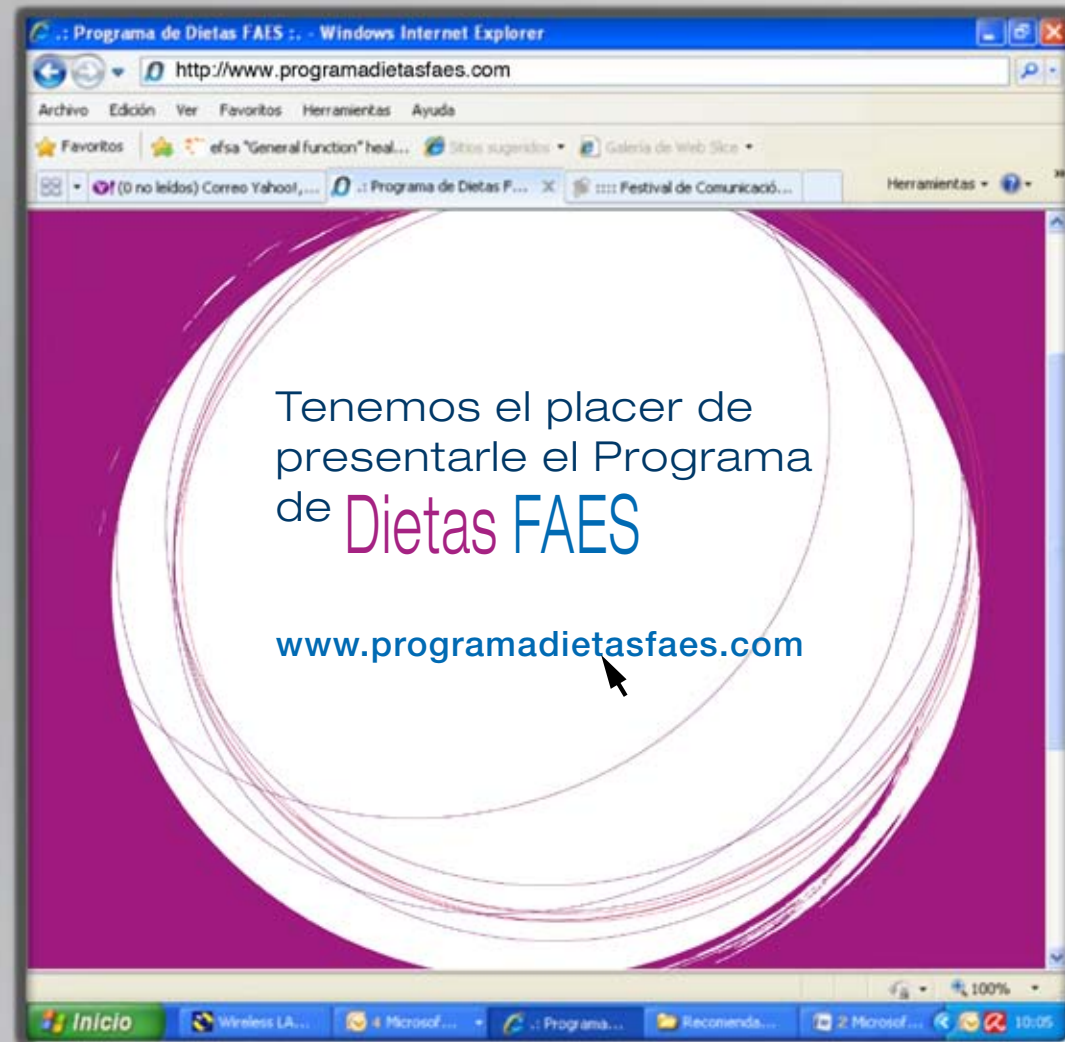 .: Programa de Dietas FAES :. - Windows Internet Explorer
http://www.programadietasfaes.com
Archivo Edición Ver Favoritos Herramientas Ayuda
Favoritos efsa "General function" heal... Sitios sugeridos Galería de Web Slice
(0 no leídos) Correo Yahoo!,... .: Programa de Dietas F... X :::: Festival de Comunicació... Herramientas
Tenemos el placer de
presentarle el Programa
de Dietas FAES
www.programadietasfaes.com
100%
Inicio Wireless LA... 4 Microsof... .: Programa... Recomenda... 2 Microsof... 10:05